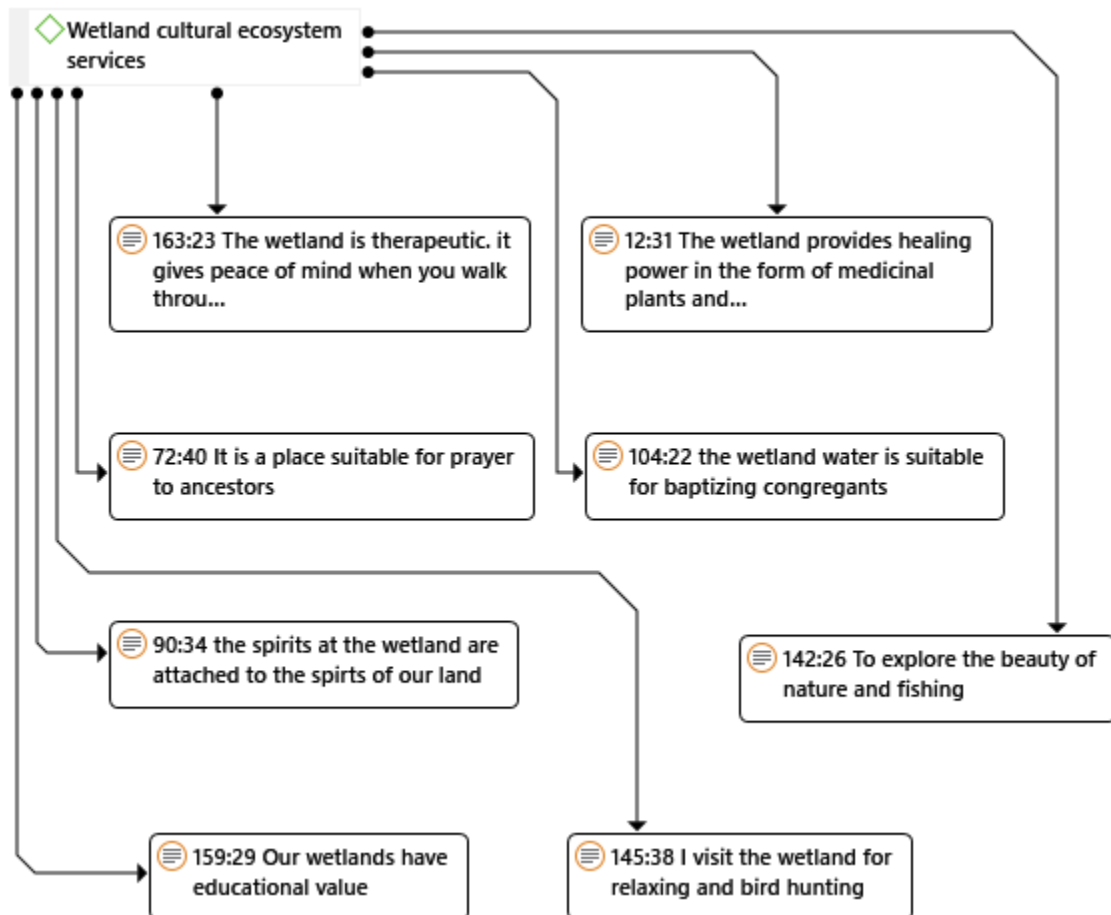 Wetland cultural ecosystem
services
163:23 The wetland is therapeutic. it
gives peace of mind when you walk
throu...
12:31 The wetland provides healing
power in the form of medicinal
plants and...
72:40 It is a place suitable for prayer
to ancestors
104:22 the wetland water is suitable
for baptizing congregants
90:34 the spirits at the wetland are
attached to the spirts of our land
142:26 To explore the beauty of
nature and fishing
159:29 Our wetlands have
educational value
145:38 I visit the wetland for
relaxing and bird hunting